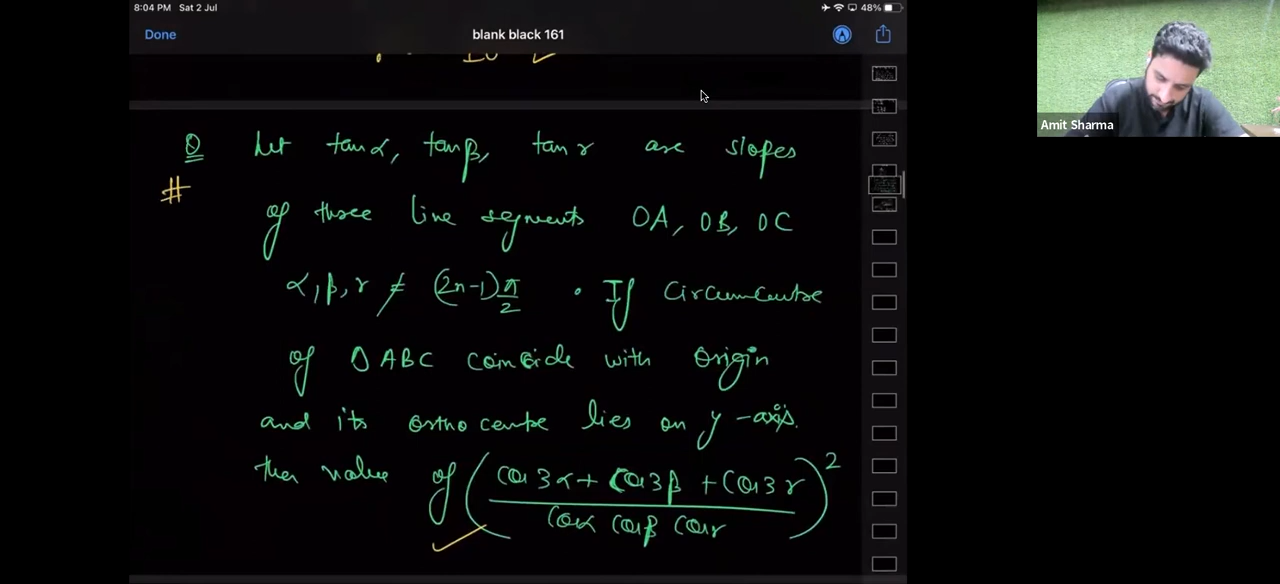 8:04 PM Sat 2 Jul
48%
Done
blank black 161
Amit Sharma
Q Let tanα, tanβ, tanγ are slopes
#
of three line segments OA, OB, OC
α, β, γ ≠ (2n-1)π/2 . If Circumcentre
of Δ ABC coincide with origin
and its orthocentre lies on y-axis.
then value of ((cos3α + cos3β + cos3γ)/(cosα cosβ cosγ))²